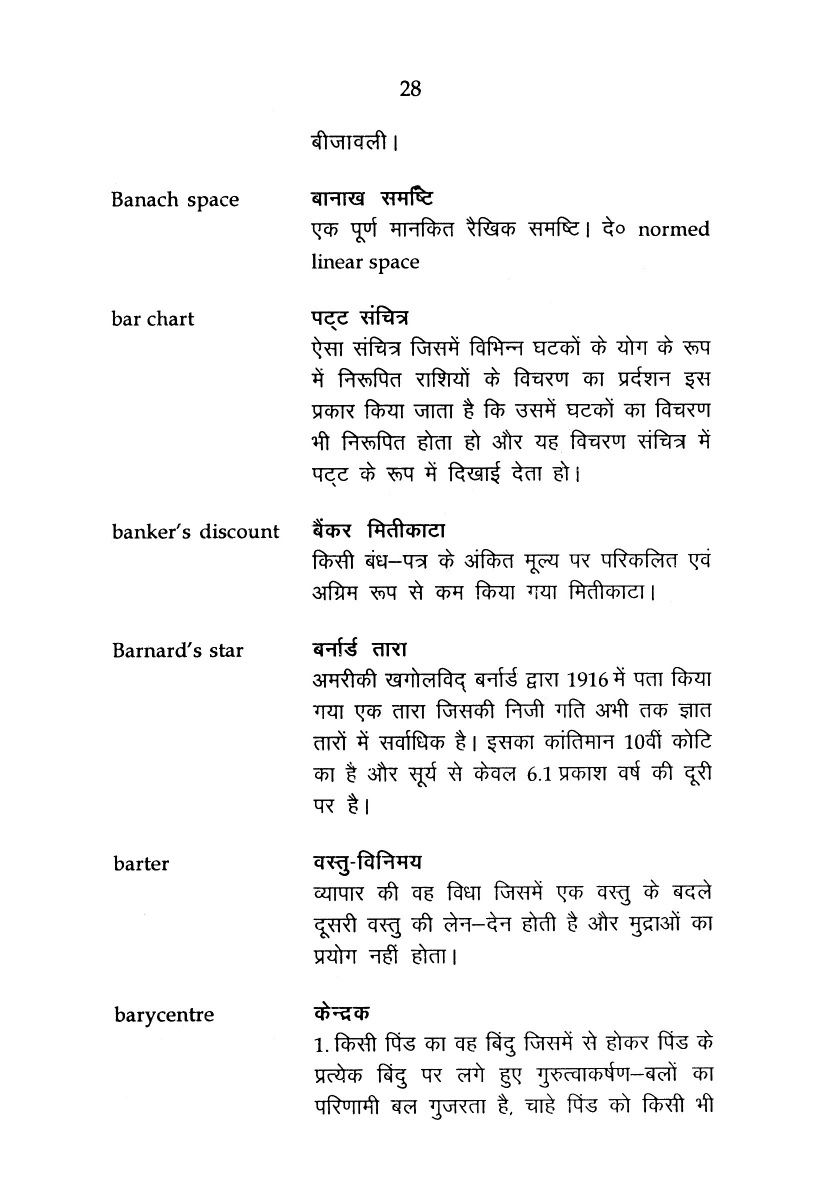 28
बीजावली।
Banach space बानाख समष्टि
एक पूर्ण मानकित रैखिक समष्टि। दे० normed
linear space
bar chart पट्ट संचित्र
ऐसा संचित्र जिसमें विभिन्न घटकों के योग के रूप
में निरूपित राशियों के विचरण का प्रर्दशन इस
प्रकार किया जाता है कि उसमें घटकों का विचरण
भी निरूपित होता हो और यह विचरण संचित्र में
पट्ट के रूप में दिखाई देता हो।
banker's discount बैंकर मितीकाटा
किसी बंध–पत्र के अंकित मूल्य पर परिकलित एवं
अग्रिम रूप से कम किया गया मितीकाटा।
Barnard's star बर्नार्ड तारा
अमरीकी खगोलविद् बर्नार्ड द्वारा 1916 में पता किया
गया एक तारा जिसकी निजी गति अभी तक ज्ञात
तारों में सर्वाधिक है। इसका कांतिमान 10वीं कोटि
का है और सूर्य से केवल 6.1 प्रकाश वर्ष की दूरी
पर है।
barter वस्तु-विनिमय
व्यापार की वह विधा जिसमें एक वस्तु के बदले
दूसरी वस्तु की लेन–देन होती है और मुद्राओं का
प्रयोग नहीं होता।
barycentre केन्द्रक
1. किसी पिंड का वह बिंदु जिसमें से होकर पिंड के
प्रत्येक बिंदु पर लगे हुए गुरुत्वाकर्षण–बलों का
परिणामी बल गुजरता है, चाहे पिंड को किसी भी